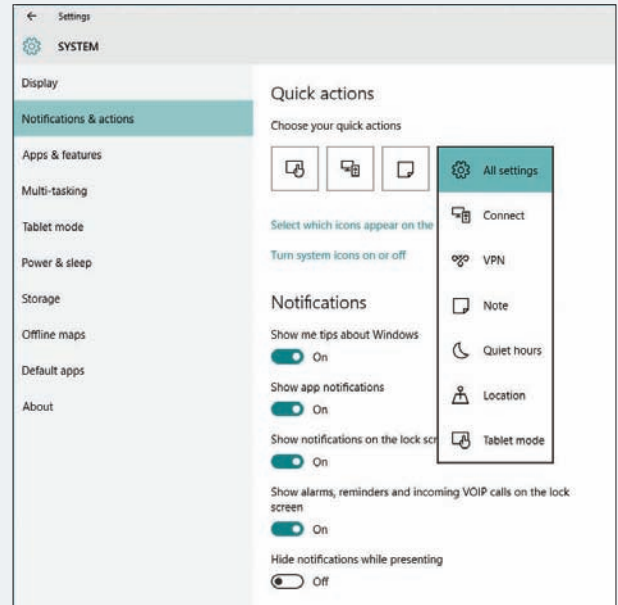 Settings
SYSTEM
Display
Notifications & actions
Apps & features
Multi-tasking
Tablet mode
Power & sleep
Storage
Offline maps
Default apps
About
Quick actions
Choose your quick actions
Select which icons appear on the
Turn system icons on or off
All settings
Connect
VPN
Note
Quiet hours
Location
Tablet mode
Notifications
Show me tips about Windows
On
Show app notifications
On
Show notifications on the lock scr
On
Show alarms, reminders and incoming VOIP calls on the lock
screen
On
Hide notifications while presenting
Off